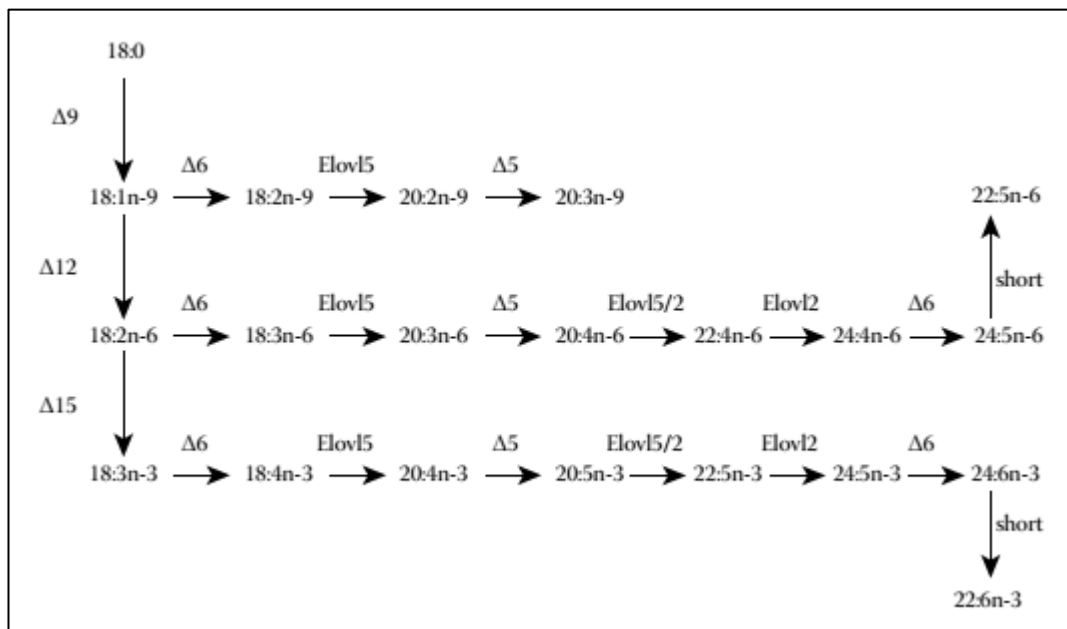 18:0
Δ9
Δ6 Elovl5 Δ5
18:1n-9 18:2n-9 20:2n-9 20:3n-9 22:5n-6
Δ12 short
Δ6 Elovl5 Δ5 Elovl5/2 Elovl2 Δ6
18:2n-6 18:3n-6 20:3n-6 20:4n-6 22:4n-6 24:4n-6 24:5n-6
Δ15
Δ6 Elovl5 Δ5 Elovl5/2 Elovl2 Δ6
18:3n-3 18:4n-3 20:4n-3 20:5n-3 22:5n-3 24:5n-3 24:6n-3
short
22:6n-3